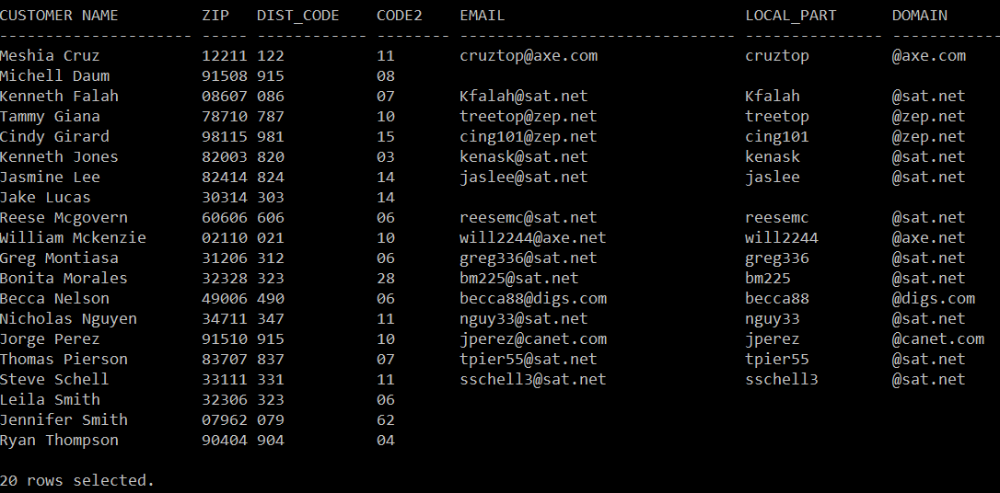 CUSTOMER NAME         ZIP   DIST_CODE    CODE2    EMAIL                          LOCAL_PART      DOMAIN
--------------------- ----- ------------ -------- ------------------------------ --------------- ------------
Meshia Cruz           12211 122          11       cruztop@axe.com                cruztop         @axe.com
Michell Daum          91508 915          08
Kenneth Falah         08607 086          07       Kfalah@sat.net                 Kfalah          @sat.net
Tammy Giana           78710 787          10       treetop@zep.net                treetop         @zep.net
Cindy Girard          98115 981          15       cing101@zep.net                cing101         @zep.net
Kenneth Jones         82003 820          03       kenask@sat.net                 kenask          @sat.net
Jasmine Lee           82414 824          14       jaslee@sat.net                 jaslee          @sat.net
Jake Lucas            30314 303          14
Reese Mcgovern        60606 606          06       reesemc@sat.net                reesemc         @sat.net
William Mckenzie      02110 021          10       will2244@axe.net               will2244        @axe.net
Greg Montiasa         31206 312          06       greg336@sat.net                greg336         @sat.net
Bonita Morales        32328 323          28       bm225@sat.net                  bm225           @sat.net
Becca Nelson          49006 490          06       becca88@digs.com               becca88         @digs.com
Nicholas Nguyen       34711 347          11       nguy33@sat.net                 nguy33          @sat.net
Jorge Perez           91510 915          10       jperez@canet.com               jperez          @canet.com
Thomas Pierson        83707 837          07       tpier55@sat.net                tpier55         @sat.net
Steve Schell          33111 331          11       sschell3@sat.net               sschell3        @sat.net
Leila Smith           32306 323          06
Jennifer Smith        07962 079          62
Ryan Thompson         90404 904          04
20 rows selected.